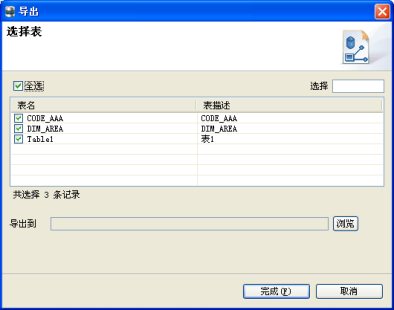 导出
选择表
全选 选择
表名 表描述
CODE_AAA CODE_AAA
DIM_AREA DIM_AREA
Table1 表1
共选择 3 条记录
导出到 浏览
完成(F) 取消